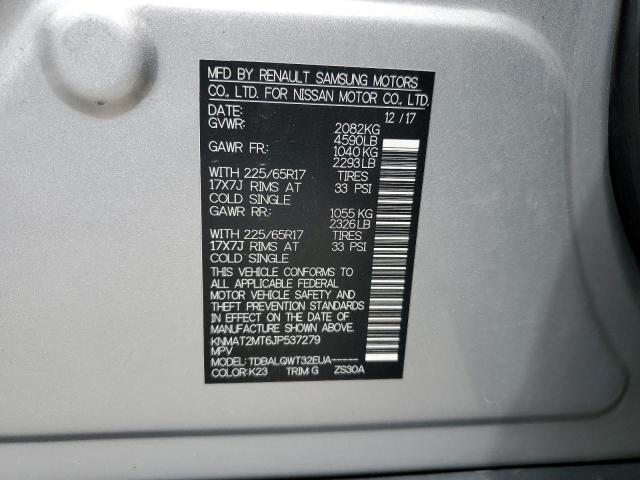 MFD BY RENAULT SAMSUNG MOTORS
CO., LTD. FOR NISSAN MOTOR CO., LTD.
DATE: 12 / 17
GVWR: 2082KG
4590LB
GAWR FR: 1040 KG
2293 LB
WITH 225/65R17 TIRES
17X7J RIMS AT 33 PSI
COLD SINGLE
GAWR RR: 1055 KG
2326 LB
WITH 225/65R17 TIRES
17X7J RIMS AT 33 PSI
COLD SINGLE
THIS VEHICLE CONFORMS TO
ALL APPLICABLE FEDERAL
MOTOR VEHICLE SAFETY AND
THEFT PREVENTION STANDARDS
IN EFFECT ON THE DATE OF
MANUFACTURE SHOWN ABOVE.
KNMAT2MT6JP537279
MPV
MODEL: TDBALQWT32EUA-----
COLOR: K23 TRIM: G ZS30A